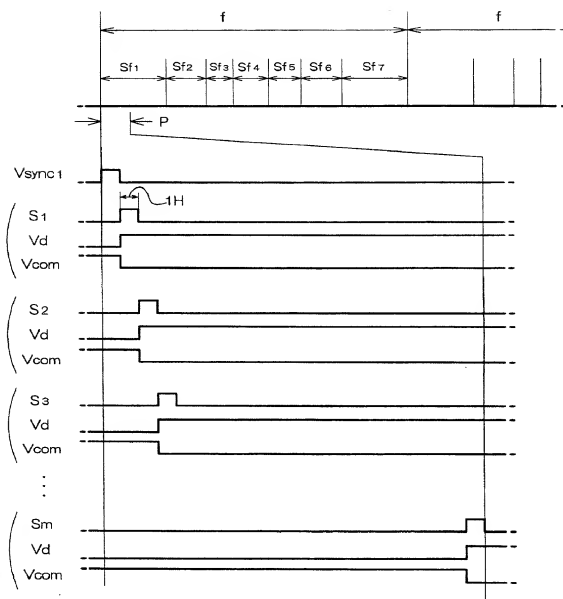 f f
Sf1 Sf2 Sf3 Sf4 Sf5 Sf6 Sf7
P
Vsync1
1H
S1
Vd
Vcom
S2
Vd
Vcom
S3
Vd
Vcom
Sm
Vd
Vcom